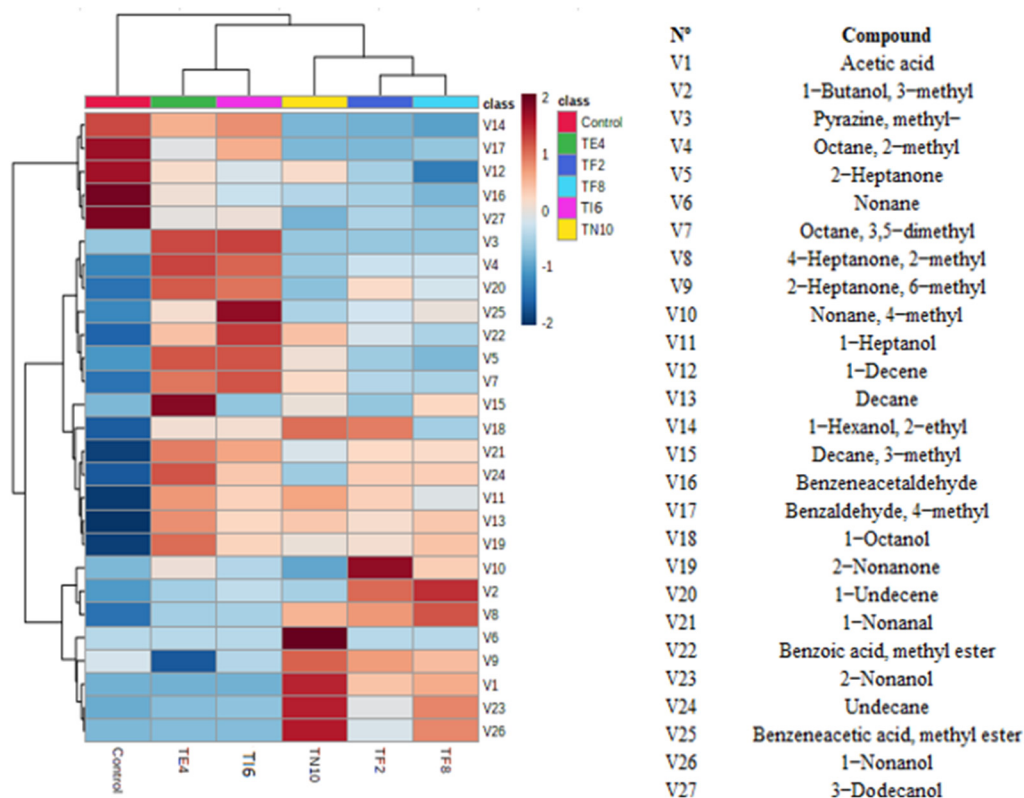 class
V14
V17
V12
V16
V27
V3
V4
V20
V25
V22
V5
V7
V15
V18
V21
V24
V11
V13
V19
V10
V2
V8
V6
V9
V1
V23
V26
Control
TE4
TI6
TN10
TF2
TF8
2
1
0
-1
-2
class
Control
TE4
TF2
TF8
TI6
TN10
Nº Compound
V1 Acetic acid
V2 1−Butanol, 3−methyl
V3 Pyrazine, methyl−
V4 Octane, 2−methyl
V5 2−Heptanone
V6 Nonane
V7 Octane, 3,5−dimethyl
V8 4−Heptanone, 2−methyl
V9 2−Heptanone, 6−methyl
V10 Nonane, 4−methyl
V11 1−Heptanol
V12 1−Decene
V13 Decane
V14 1−Hexanol, 2−ethyl
V15 Decane, 3−methyl
V16 Benzeneacetaldehyde
V17 Benzaldehyde, 4−methyl
V18 1−Octanol
V19 2−Nonanone
V20 1−Undecene
V21 1−Nonanal
V22 Benzoic acid, methyl ester
V23 2−Nonanol
V24 Undecane
V25 Benzeneacetic acid, methyl ester
V26 1−Nonanol
V27 3−Dodecanol